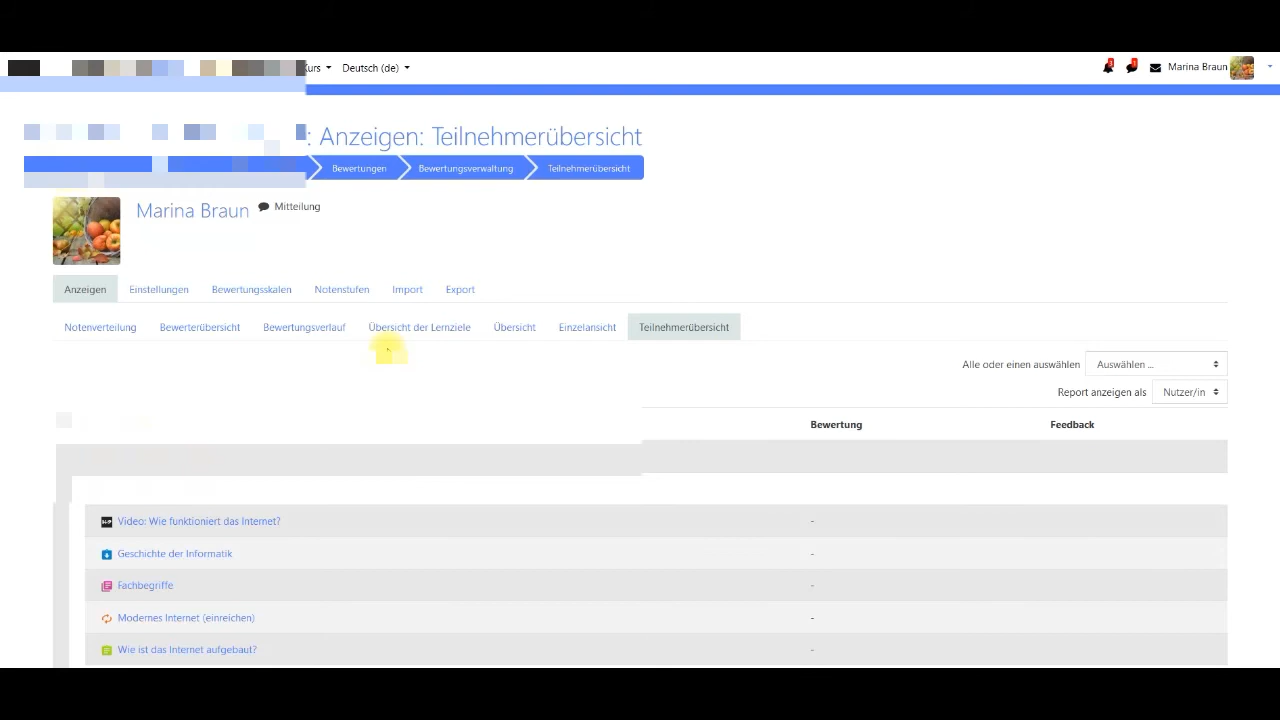 Kurs Deutsch (de) Marina Braun
: Anzeigen: Teilnehmerübersicht
Bewertungen Bewertungsverwaltung Teilnehmerübersicht
Marina Braun Mitteilung
Anzeigen Einstellungen Bewertungsskalen Notenstufen Import Export
Notenverteilung Bewerterübersicht Bewertungsverlauf Übersicht der Lernziele Übersicht Einzelansicht Teilnehmerübersicht
Alle oder einen auswählen Auswählen ...
Report anzeigen als Nutzer/in
Bewertung Feedback
H-P Video: Wie funktioniert das Internet? -
Geschichte der Informatik -
Fachbegriffe -
Modernes Internet (einreichen) -
Wie ist das Internet aufgebaut? -